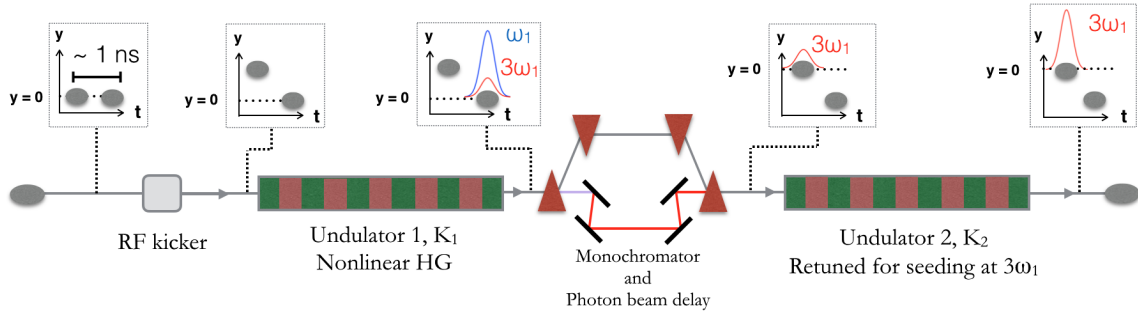 y
~ 1 ns
y = 0
t
y
y = 0
t
y
ω₁
3ω₁
y = 0
t
y
3ω₁
y = 0
t
y
3ω₁
y = 0
t
RF kicker
Undulator 1, K₁
Nonlinear HG
Monochromator
and
Photon beam delay
Undulator 2, K₂
Retuned for seeding at 3ω₁